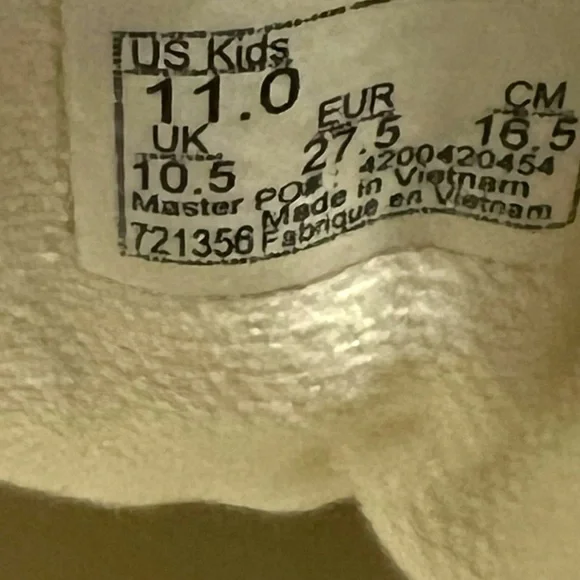 US Kids
11.0
EUR
CM
UK
27.5
16.5
10.5
Master PO# : 4200420454
721356
Made in Vietnam
Fabrique en Vietnam